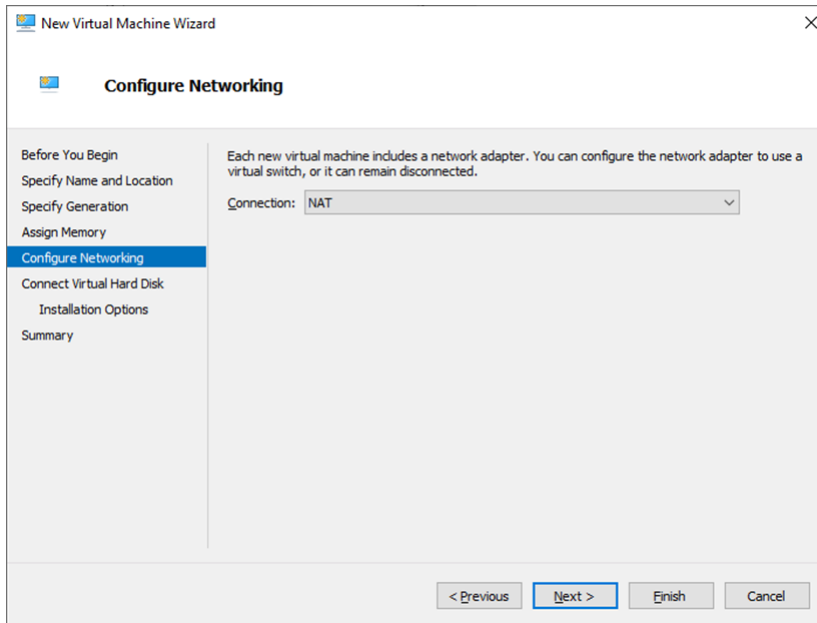 New Virtual Machine Wizard
Configure Networking
Before You Begin
Specify Name and Location
Specify Generation
Assign Memory
Configure Networking
Connect Virtual Hard Disk
Installation Options
Summary
Each new virtual machine includes a network adapter. You can configure the network adapter to use a
virtual switch, or it can remain disconnected.
Connection: NAT
< Previous Next > Finish Cancel